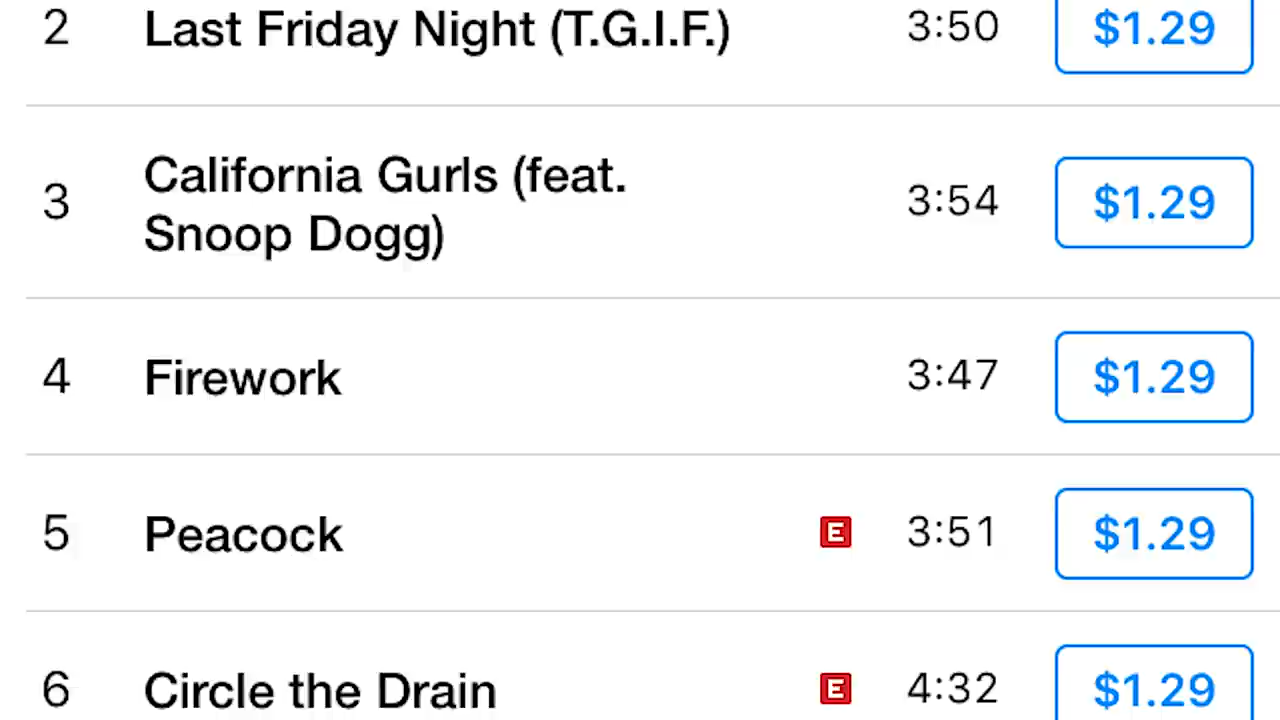 2 Last Friday Night (T.G.I.F.) 3:50 $1.29
3 California Gurls (feat. Snoop Dogg) 3:54 $1.29
4 Firework 3:47 $1.29
5 Peacock E 3:51 $1.29
6 Circle the Drain E 4:32 $1.29